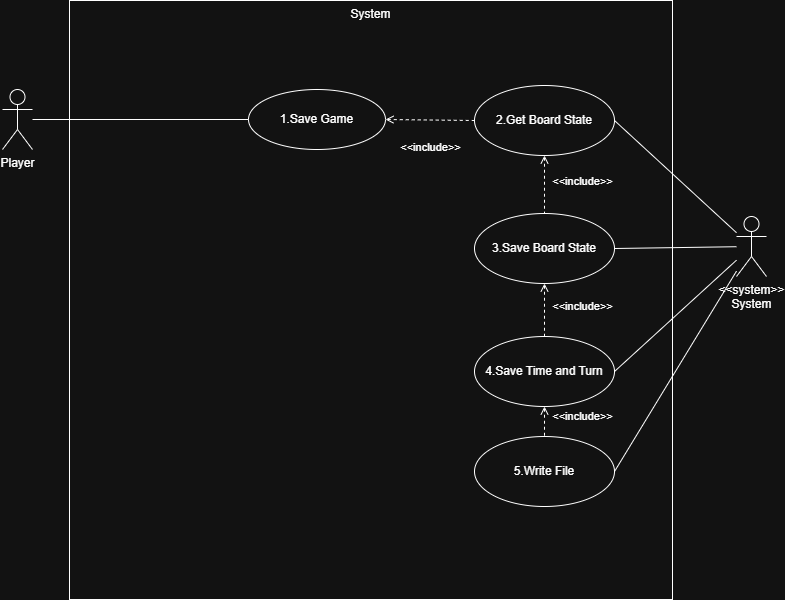 System
1.Save Game
2.Get Board State
<<include>>
Player
<<include>>
3.Save Board State
<<system>>
System
<<include>>
4.Save Time and Turn
<<include>>
5.Write File